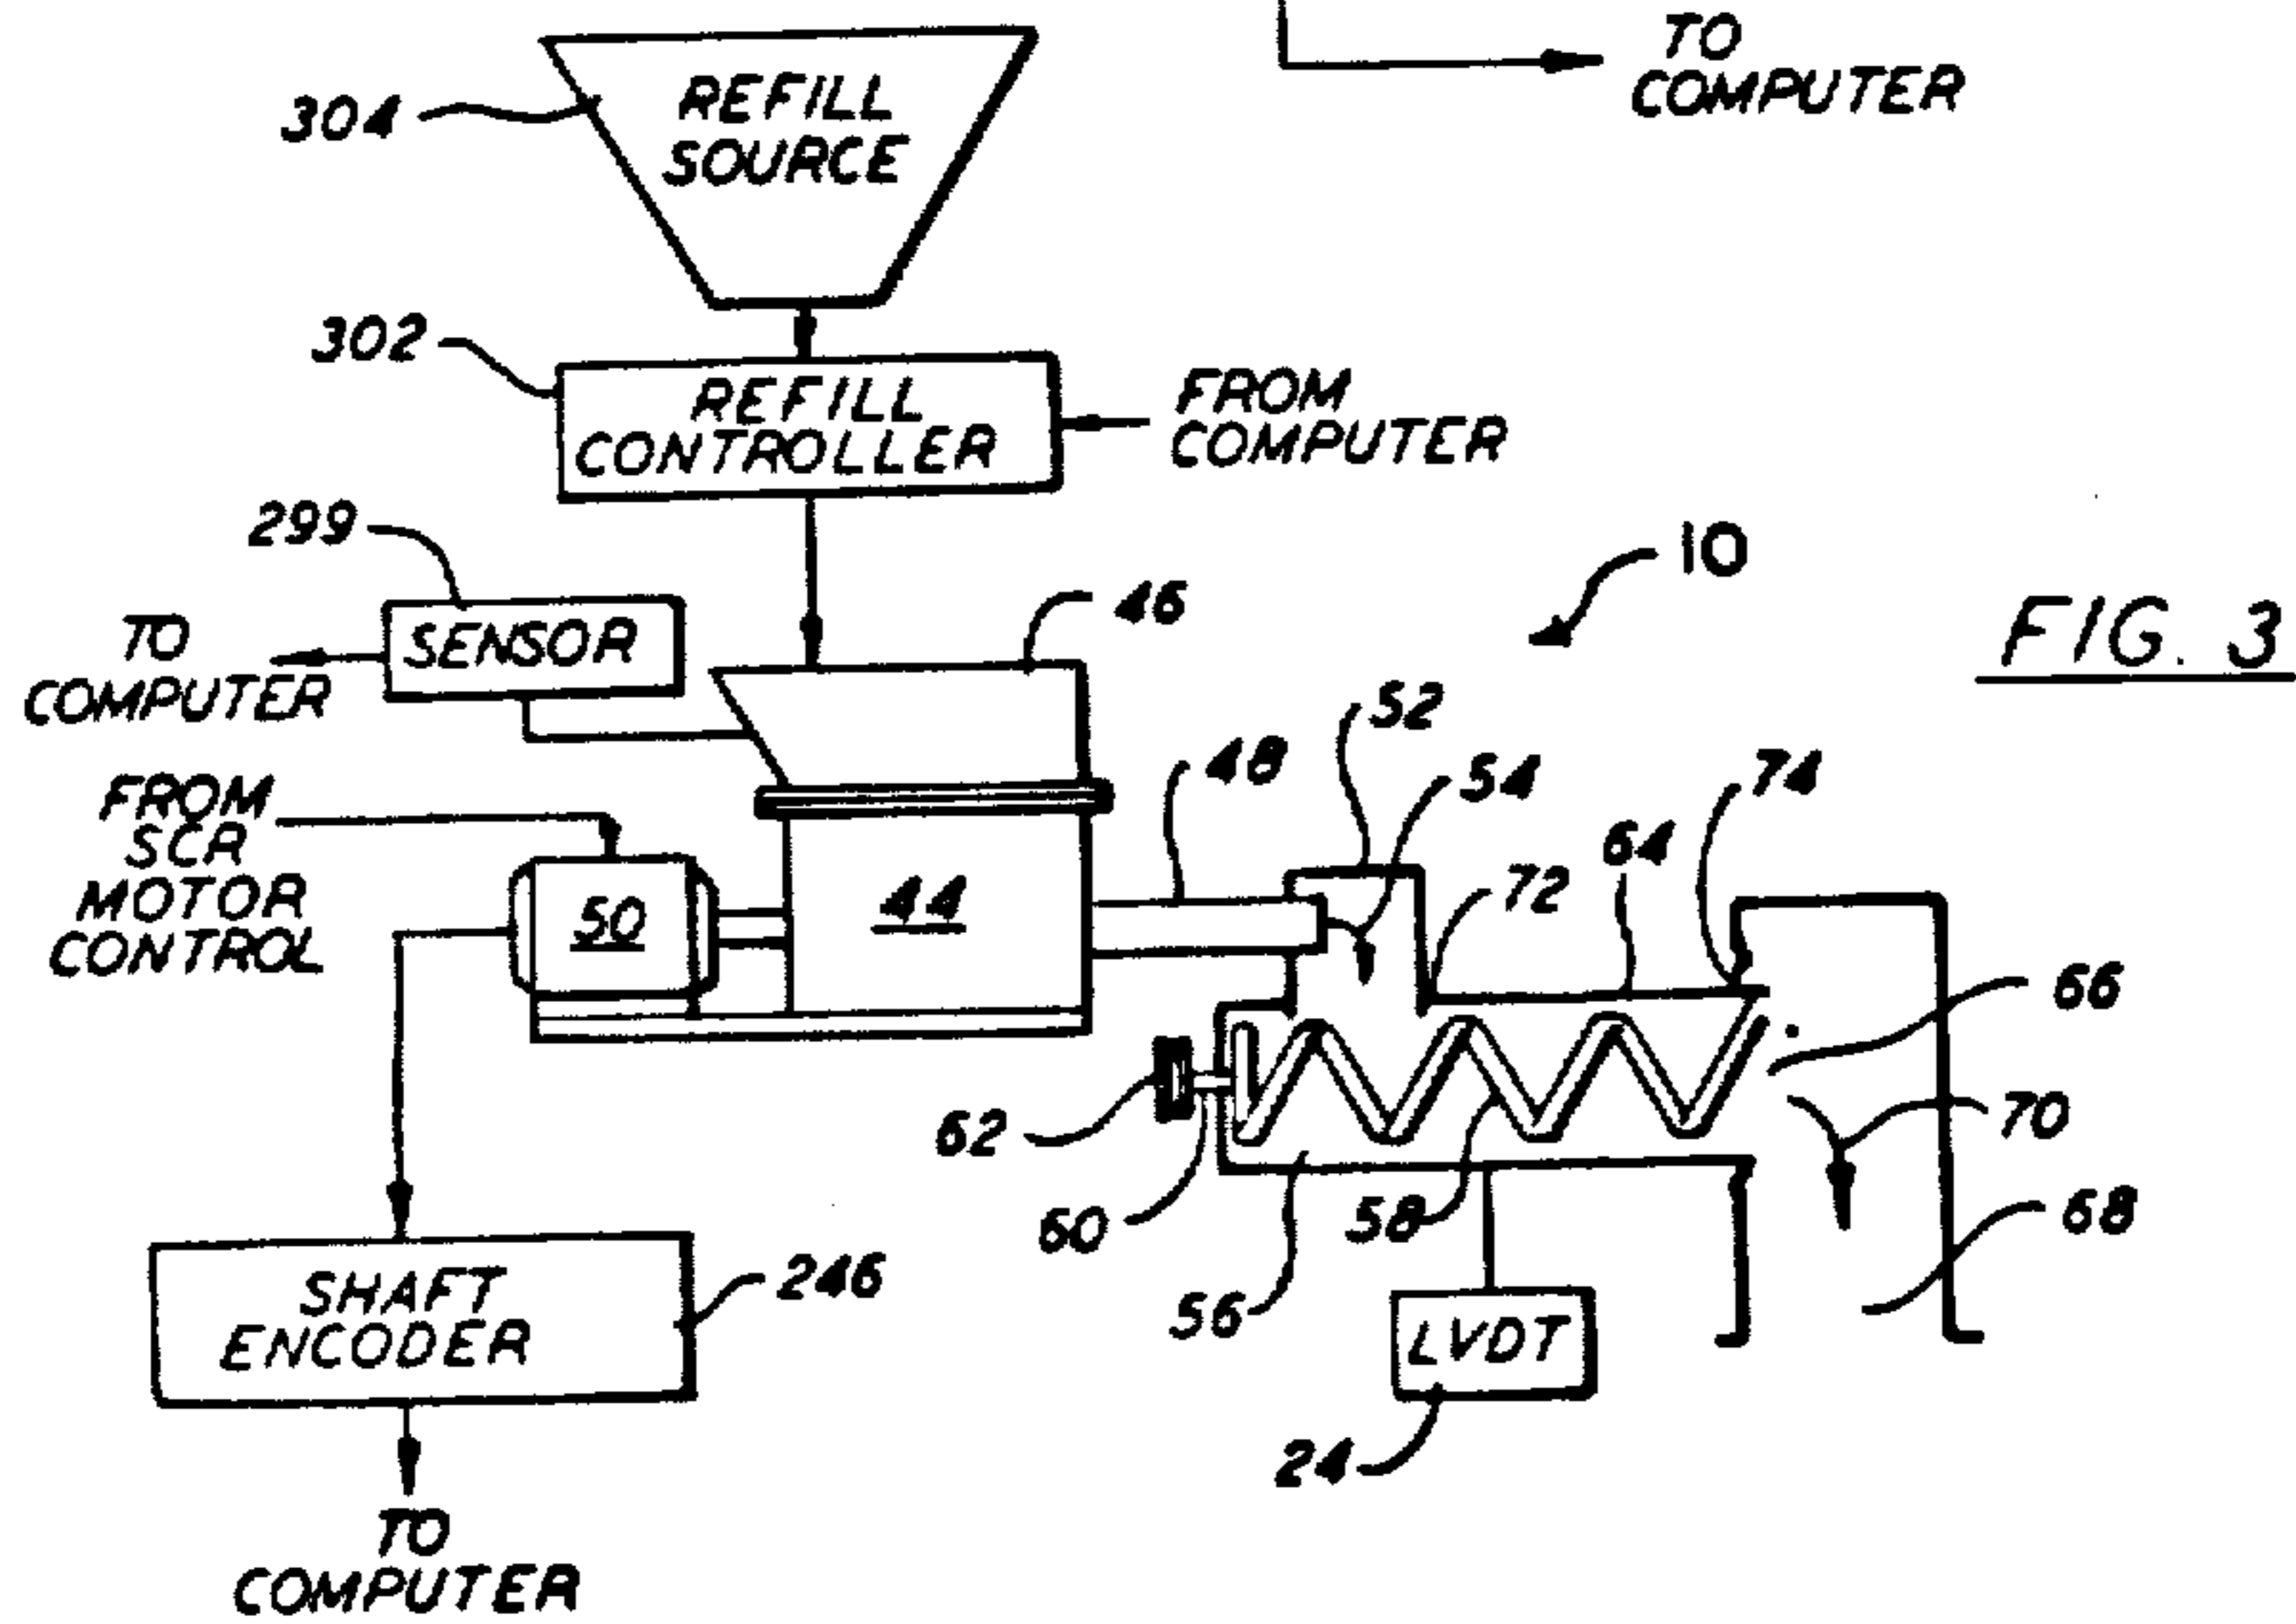 TO
COMPUTER
304
REFILL
SOURCE
302
REFILL
CONTROLLER
FROM
COMPUTER
299
SENSOR
TO
COMPUTER
46
10
FIG. 3
52
48
54
74
64
72
FROM
SCR
MOTOR
CONTROL
50
44
66
62
70
60
58
68
56
SHAFT
ENCODER
246
LVDT
24
TO
COMPUTER